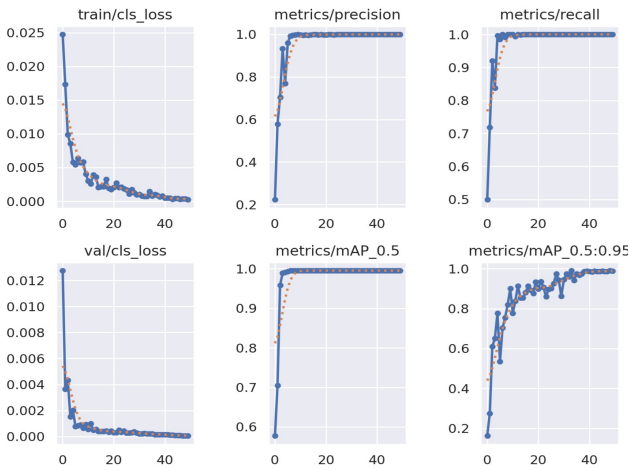 train/cls_loss
metrics/precision
metrics/recall
0.025
0.020
0.015
0.010
0.005
0.000
1.0
0.8
0.6
0.4
0.2
1.0
0.9
0.8
0.7
0.6
0.5
0 20 40
0 20 40
0 20 40
val/cls_loss
metrics/mAP_0.5
metrics/mAP_0.5:0.95
0.012
0.010
0.008
0.006
0.004
0.002
0.000
1.0
0.9
0.8
0.7
0.6
1.0
0.8
0.6
0.4
0.2
0 20 40
0 20 40
0 20 40